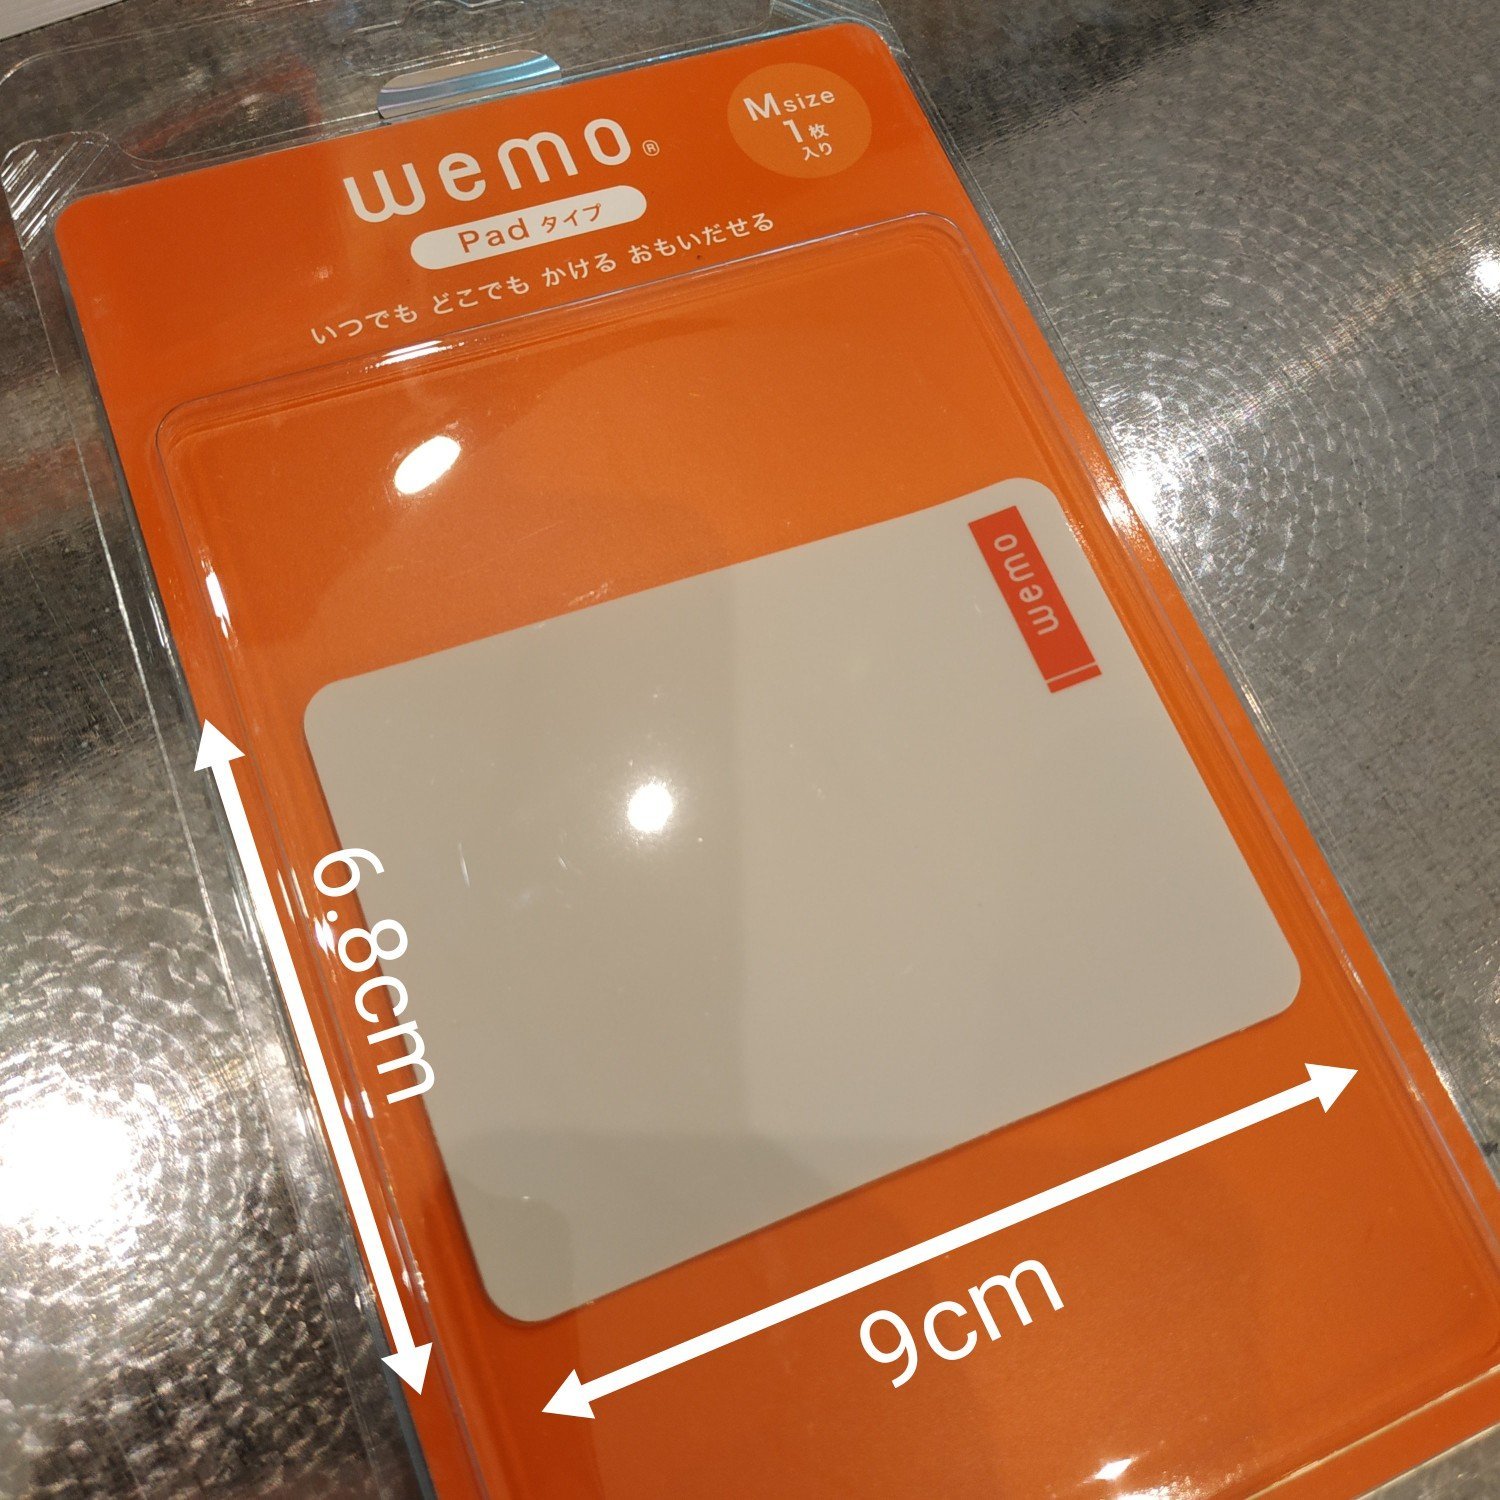 wemo®
Pad タイプ
いつでも どこでも かける おもいだせる
M size
1枚
入り
wemo
6.8cm
9cm